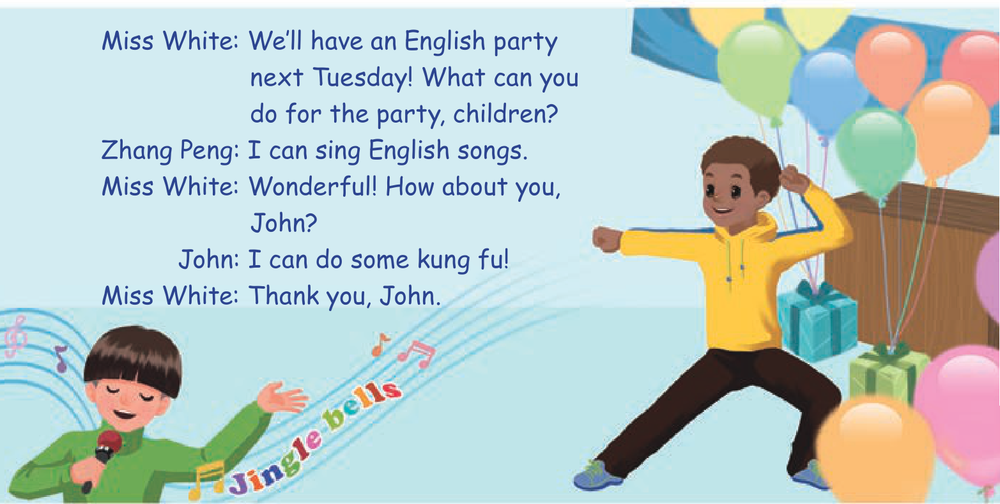 Miss White: We'll have an English party
next Tuesday! What can you
do for the party, children?
Zhang Peng: I can sing English songs.
Miss White: Wonderful! How about you,
John?
John: I can do some kung fu!
Miss White: Thank you, John.
Jingle bells